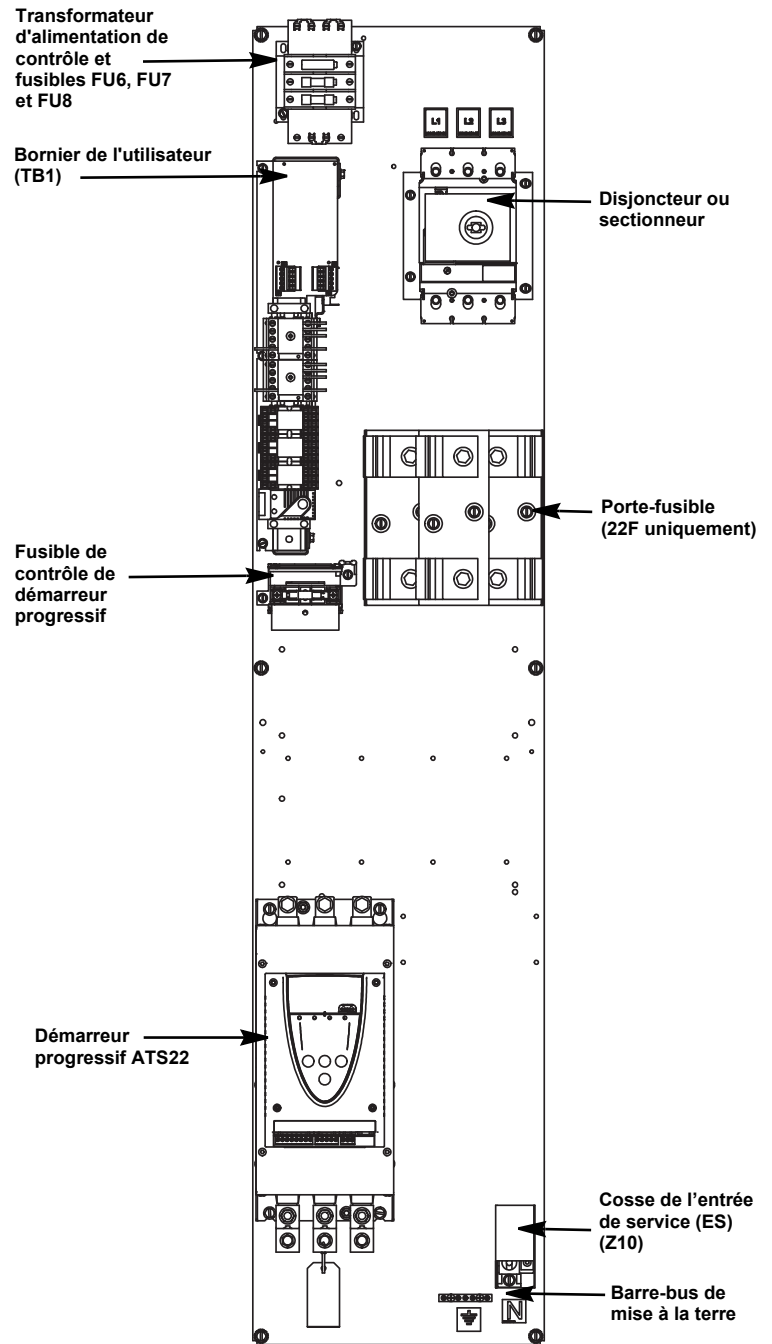 Transformateur
d'alimentation de
contrôle et
fusibles FU6, FU7
et FU8
L1 L2 L3
Bornier de l'utilisateur
(TB1)
Disjoncteur ou
sectionneur
Porte-fusible
(22F uniquement)
Fusible de
contrôle de
démarreur
progressif
Démarreur
progressif ATS22
Cosse de l’entrée
de service (ES)
(Z10)
Barre-bus de
mise à la terre
N